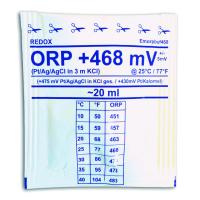 REDOX
ORP +468 mV +-
5mV
(Pt/Ag/AgCl in 3 m KCl) @ 25°C / 77°F
(+475 mV Pt/Ag/AgCl in KCl ges. / +430mV Pt/Kalomel)
~20 ml
°C °F ORP
10 50 451
15 59 457
20 68 463
25 77 468
30 86
35 95
40 104 483